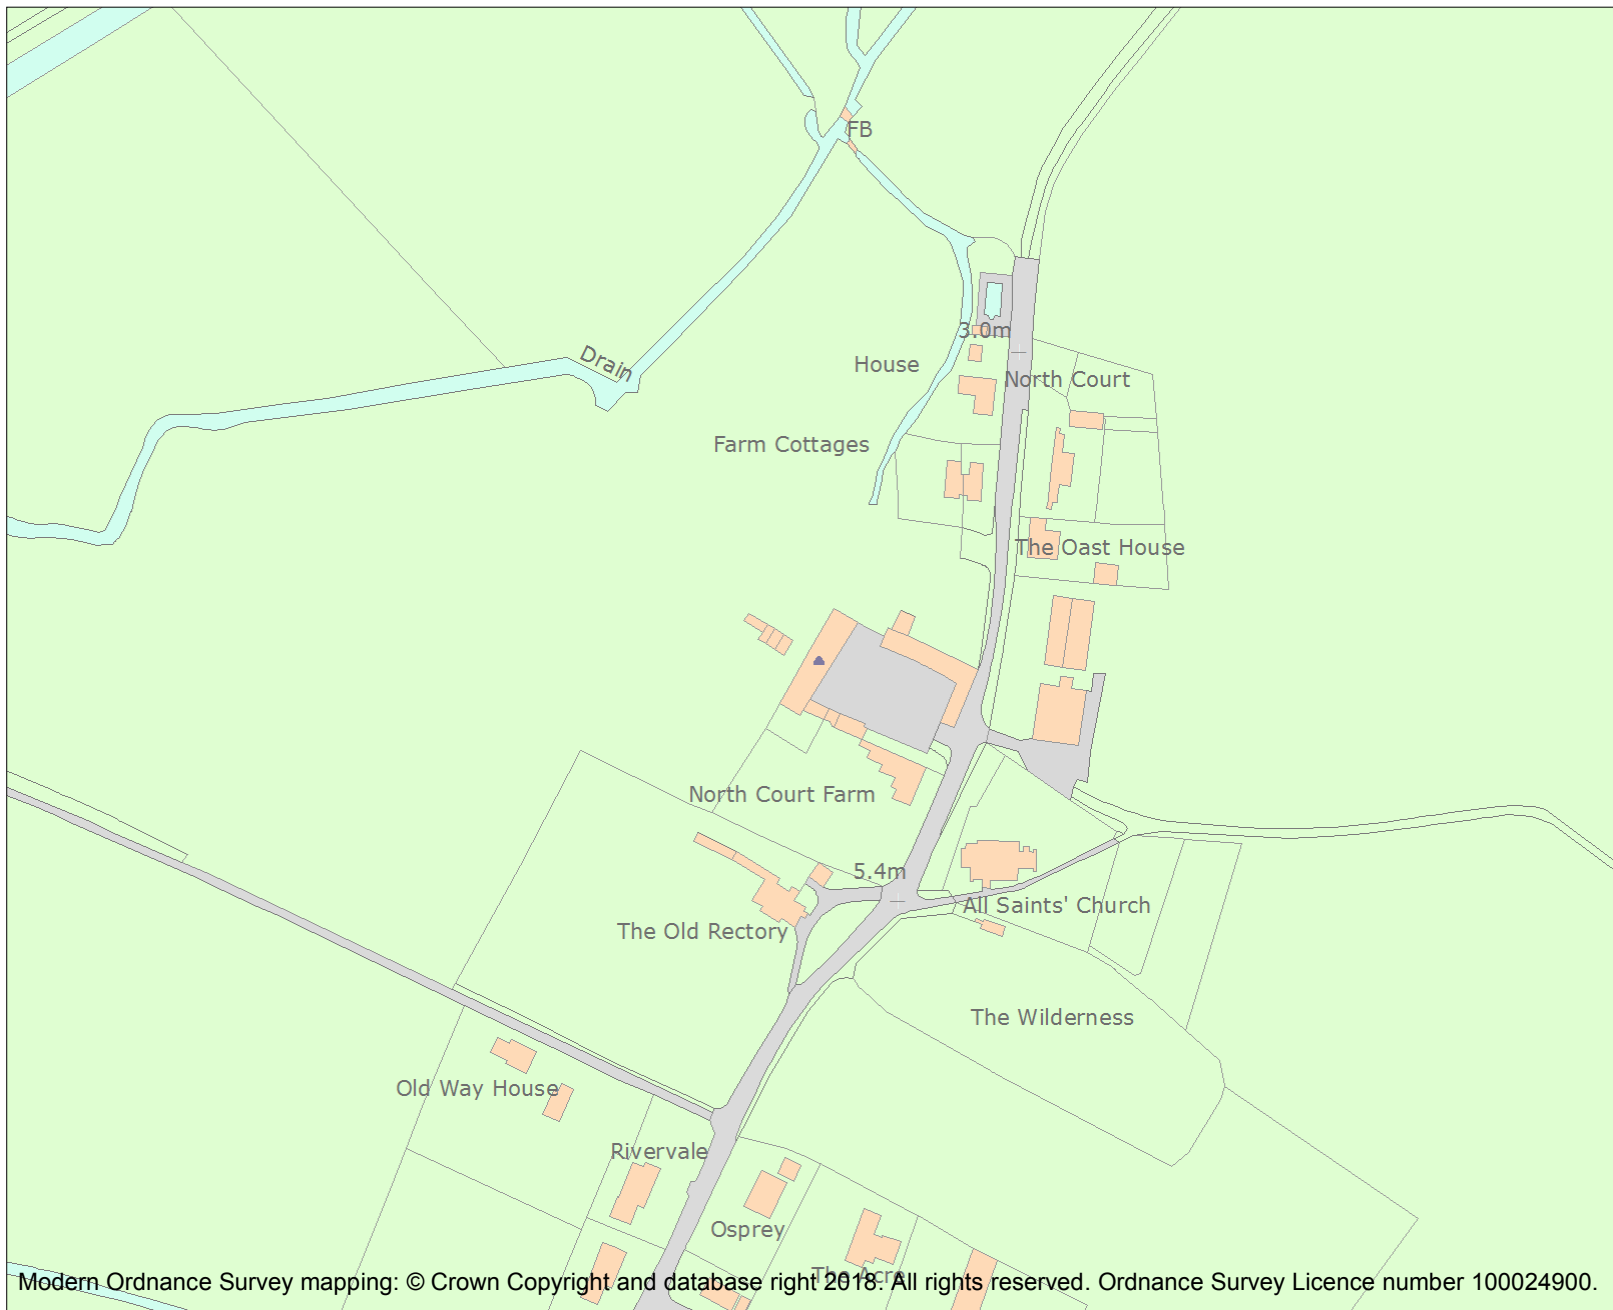 FB
3.0m
House
North Court
Drain
Farm Cottages
The Oast House
North Court Farm
5.4m
All Saints' Church
The Old Rectory
The Wilderness
Old Way House
Rivervale
Osprey
The Acre
Modern Ordnance Survey mapping: © Crown Copyright and database right 2018. All rights reserved. Ordnance Survey Licence number 100024900.